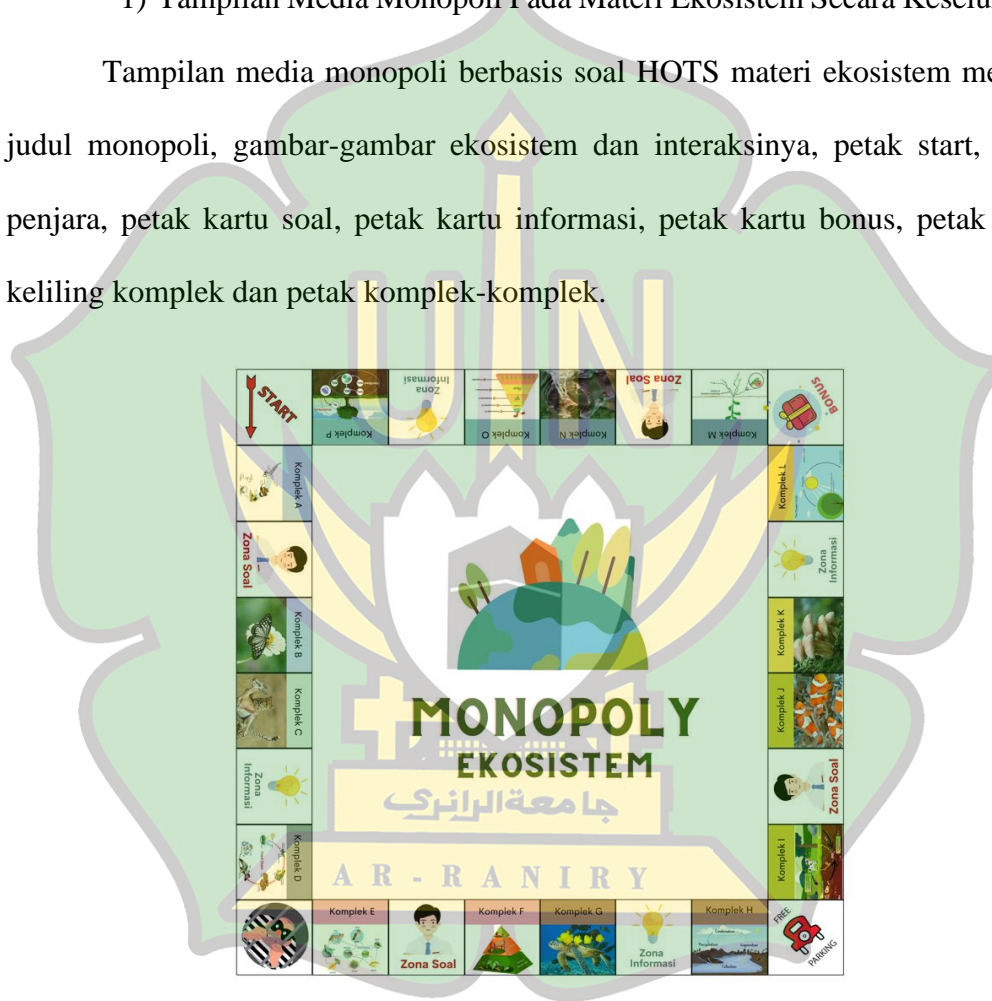 1) Tampilan Media Monopoli Pada Materi Ekosistem Secara
Tampilan media monopoli berbasis soal HOTS materi ekosistem
judul monopoli, gambar-gambar ekosistem dan interaksinya, petak start,
penjara, petak kartu soal, petak kartu informasi, petak kartu bonus, petak
keliling komplek dan petak komplek-komplek.
UIN
START
Komplek P
Zona
Informasi
Komplek O
Komplek N
Zona Soal
Komplek M
BONUS
Komplek A
Komplek L
Zona Soal
Zona
Informasi
Komplek B
Komplek K
Komplek C
Komplek J
MONOPOLY
EKOSISTEM
Zona
Informasi
Zona Soal
جامعةالرانري
Komplek D
Komplek I
AR-RANIRY
Komplek E
Zona Soal
Komplek F
Komplek G
Zona
Informasi
Komplek H
FREE
PARKING